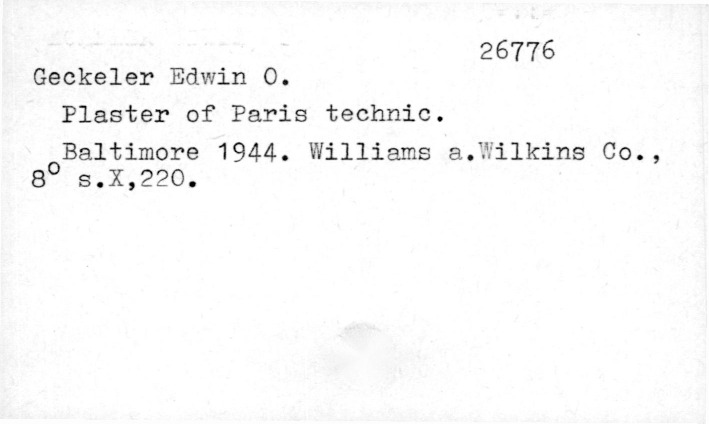 26776
Geckeler Edwin O.
Plaster of Paris technic.
Baltimore 1944. Williams a.Wilkins Co.,
8° s.X,220.